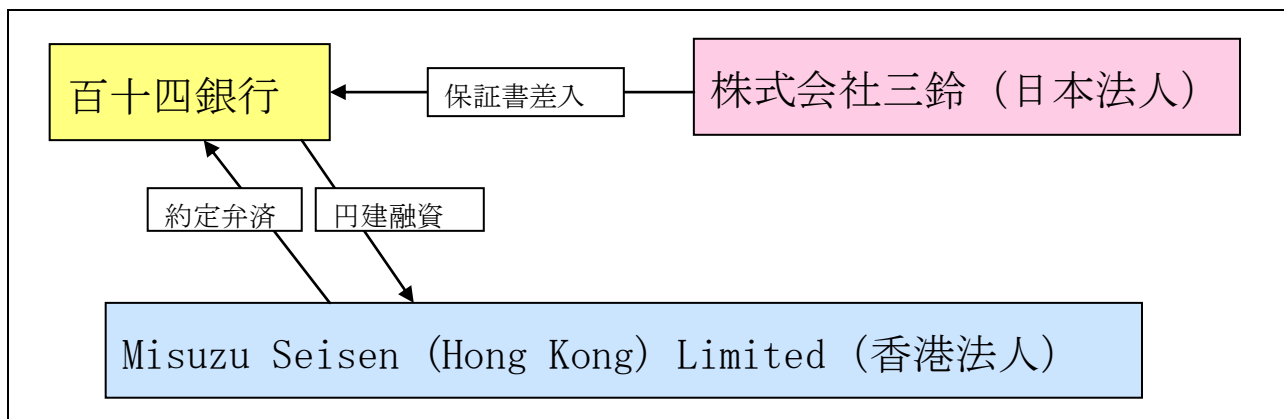 百十四銀行
保証書差入
株式会社三鈴（日本法人）
約定弁済
円建融資
Misuzu Seisen (Hong Kong) Limited (香港法人）